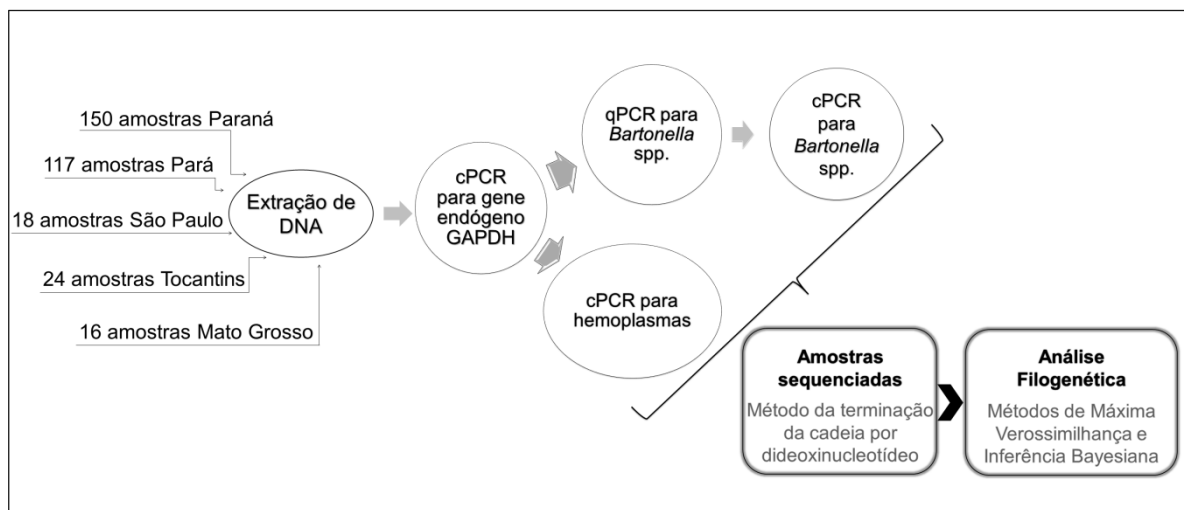 150 amostras Paraná
117 amostras Pará
18 amostras São Paulo
24 amostras Tocantins
16 amostras Mato Grosso
Extração de
DNA
cPCR
para gene
endógeno
GAPDH
qPCR para
Bartonella
spp.
cPCR
para
Bartonella
spp.
cPCR para
hemoplasmas
Amostras
sequenciadas
Método da terminação
da cadeia por
dideoxinucleotídeo
Análise
Filogenética
Métodos de Máxima
Verossimilhança e
Inferência Bayesiana